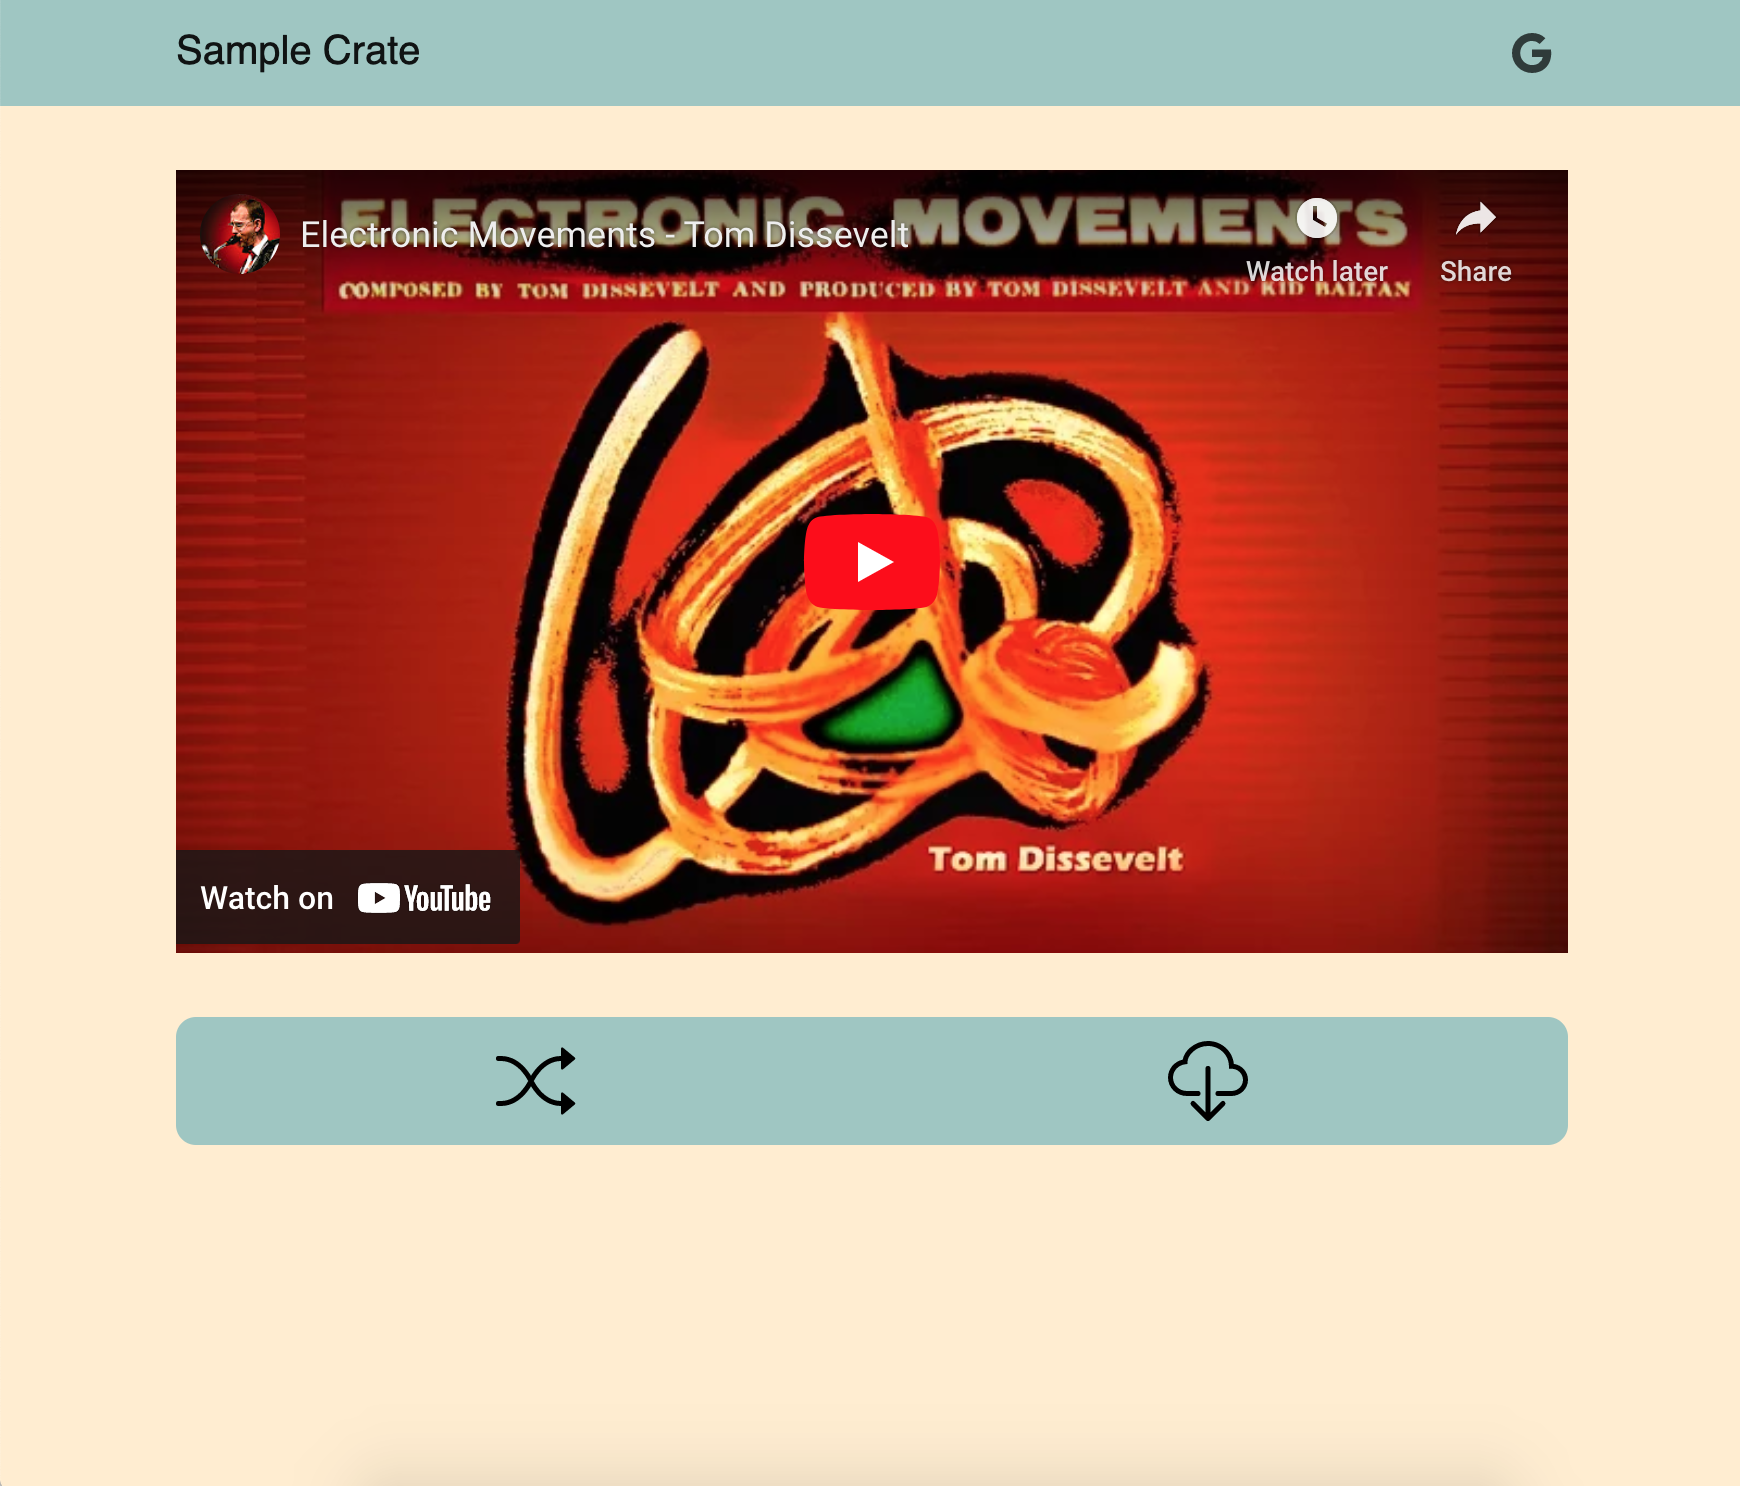 Sample Crate
G
ELECTRONIC MOVEMENTS
Electronic Movements - Tom Dissevelt
Watch later
Share
COMPOSED BY TOM DISSEVELT AND PRODUCED BY TOM DISSEVELT AND KID BALTAN
Tom Dissevelt
Watch on YouTube